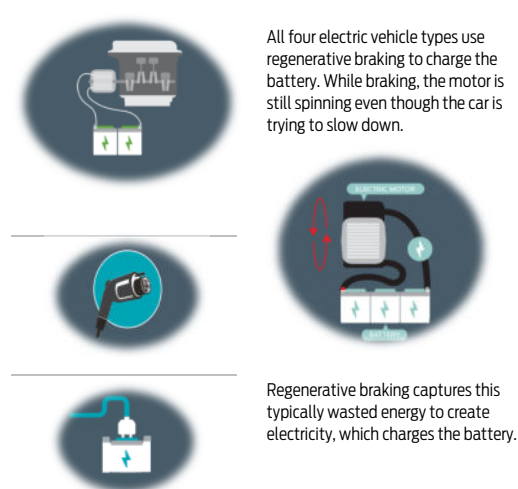 All four electric vehicle types use
regenerative braking to charge the
battery. While braking, the motor is
still spinning even though the car is
trying to slow down.
ELECTRIC MOTOR
BATTERY
Regenerative braking captures this
typically wasted energy to create
electricity, which charges the battery.